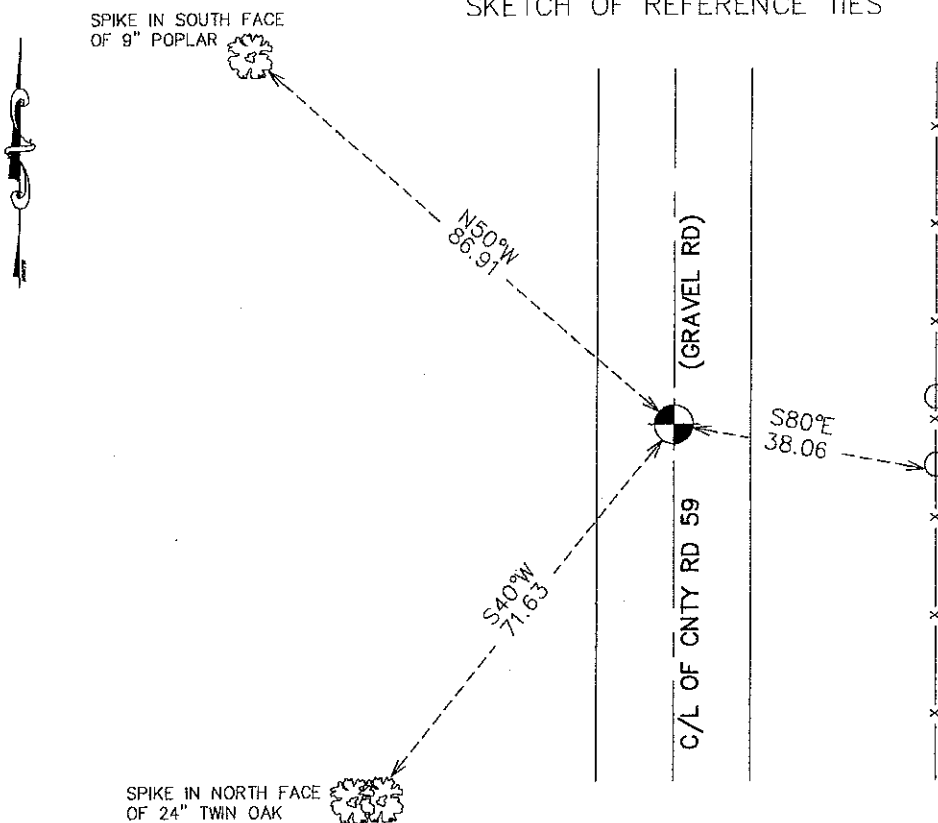 SKETCH OF REFERENCE TIES
SPIKE IN SOUTH FACE
OF 9" POPLAR
N50°W
86.91
(GRAVEL RD)
S80°E
38.06
C/L OF CNTY RD 59
S40°W
71.63
SPIKE IN NORTH FACE
OF 24" TWIN OAK